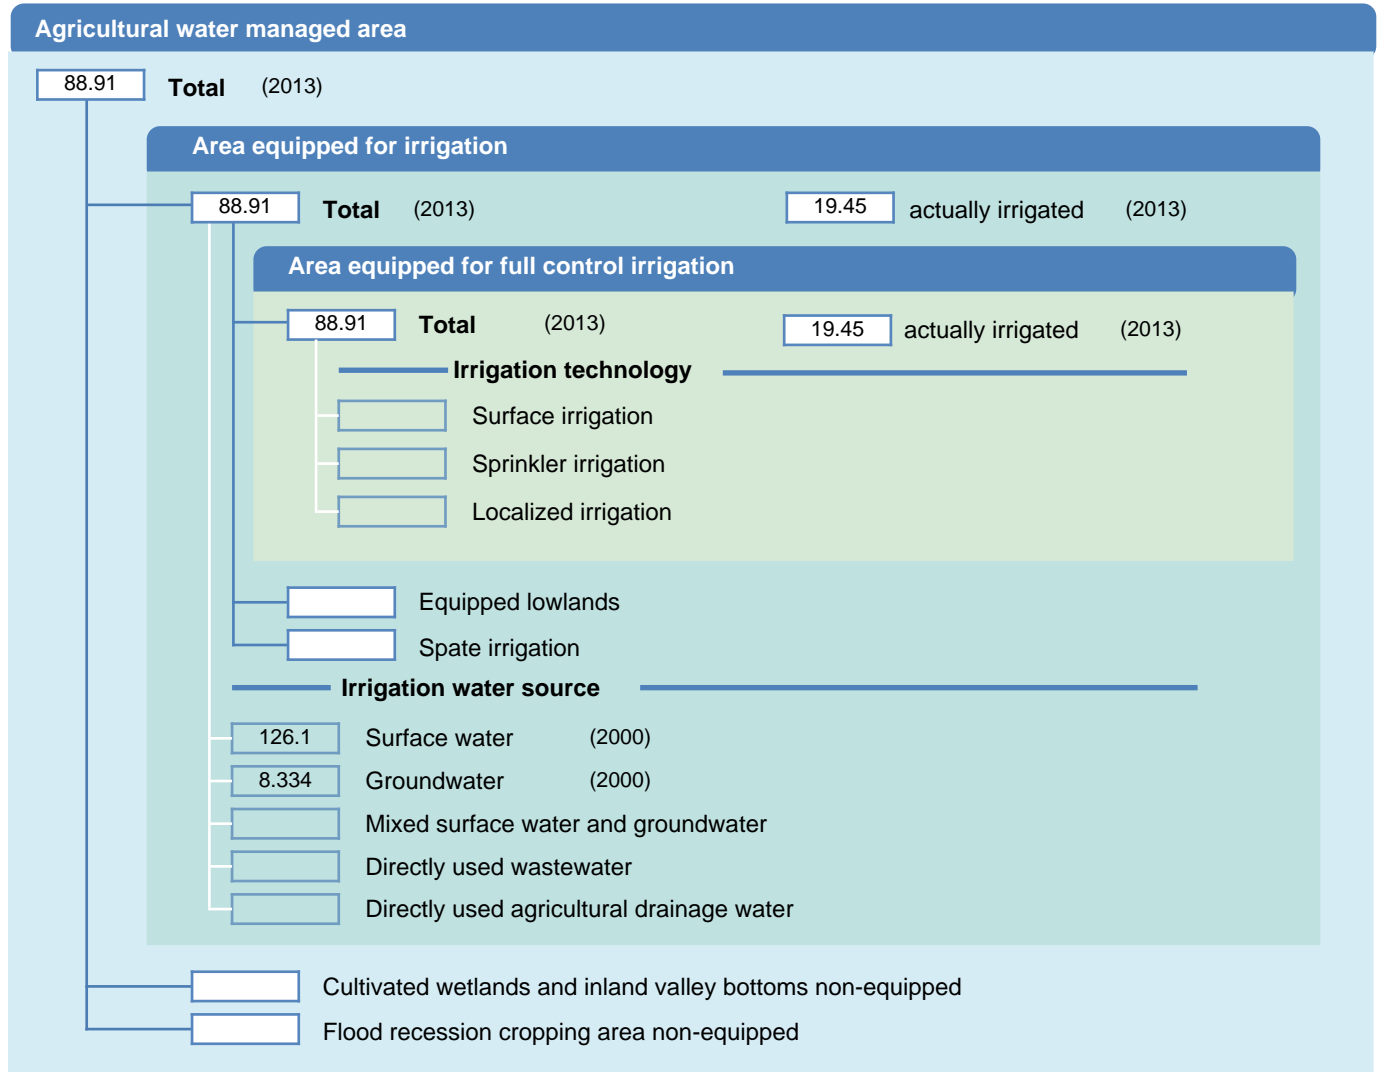 Agricultural water managed area
88.91 Total (2013)
Area equipped for irrigation
88.91 Total (2013) 19.45 actually irrigated (2013)
Area equipped for full control irrigation
88.91 Total (2013) 19.45 actually irrigated (2013)
Irrigation technology
Surface irrigation
Sprinkler irrigation
Localized irrigation
Equipped lowlands
Spate irrigation
Irrigation water source
126.1 Surface water (2000)
8.334 Groundwater (2000)
Mixed surface water and groundwater
Directly used wastewater
Directly used agricultural drainage water
Cultivated wetlands and inland valley bottoms non-equipped
Flood recession cropping area non-equipped